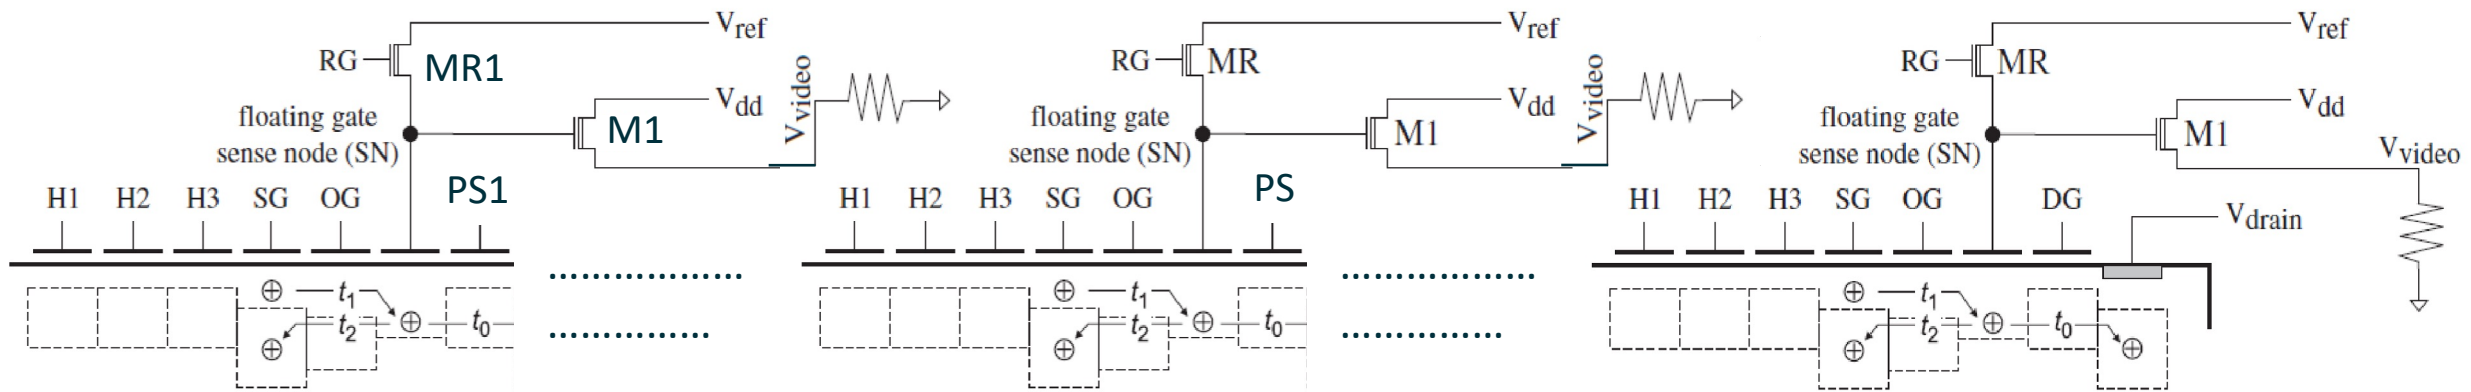 Vref
Vref
Vref
RG
MR1
RG
MR
RG
MR
Vdd
Vvideo
Vdd
Vvideo
Vdd
floating gate
sense node (SN)
M1
floating gate
sense node (SN)
M1
floating gate
sense node (SN)
M1
Vvideo
H1 H2 H3 SG OG PS1
H1 H2 H3 SG OG PS
H1 H2 H3 SG OG DG
Vdrain
t1
t2
t0
t1
t2
t0
t1
t2
t0